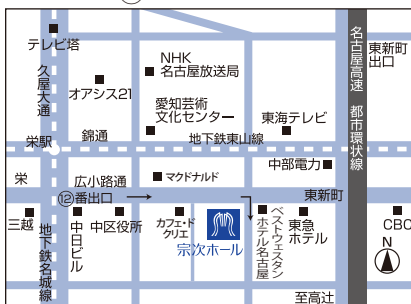 テレビ塔
久屋大通
オアシス21
NHK
名古屋放送局
愛知芸術
文化センター
東海テレビ
名古屋高速 都市環状線
東新町
出口
栄駅
錦通
地下鉄東山線
中部電力
栄
広小路通
マクドナルド
東新町
⑫番出口
三越
地下鉄名城線
中日ビル
中区役所
カフェ・ド
クリエ
宗次ホール
ベストウェスタン
ホテル名古屋
東急
ホテル
CBC
N
至高辻